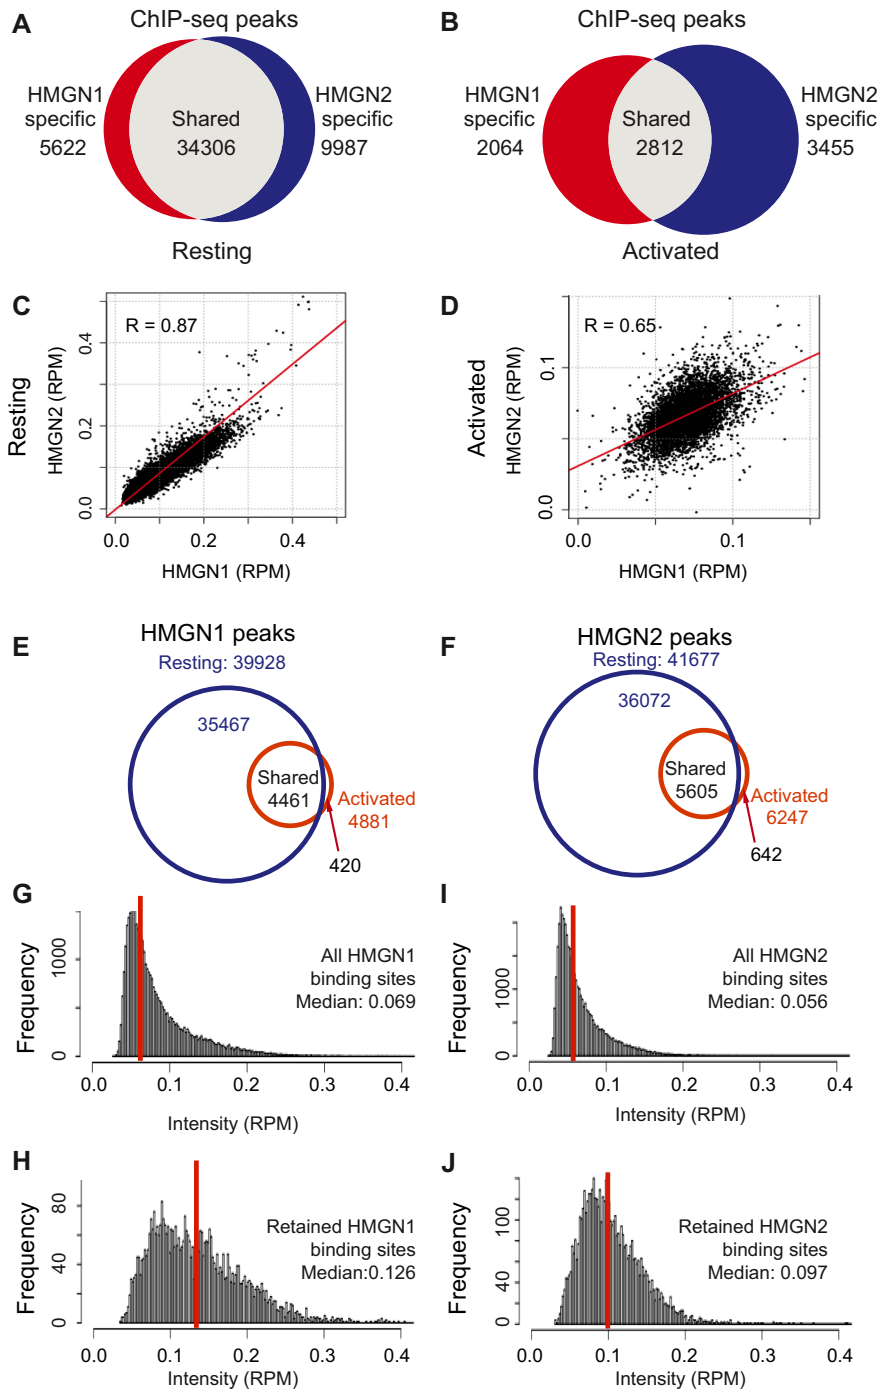 A
ChIP-seq peaks
HMGN1
specific
5622
Shared
34306
HMGN2
specific
9987
Resting
B
ChIP-seq peaks
HMGN1
specific
2064
Shared
2812
HMGN2
specific
3455
Activated
C
R = 0.87
Resting
HMGN2 (RPM)
0.0 0.2 0.4
0.0 0.2 0.4
HMGN1 (RPM)
D
R = 0.65
Activated
HMGN2 (RPM)
0.0 0.1
0.0 0.1
HMGN1 (RPM)
E
HMGN1 peaks
Resting: 39928
35467
Shared
4461
Activated
4881
420
F
HMGN2 peaks
Resting: 41677
36072
Shared
5605
Activated
6247
642
G
Frequency
0 1000
All HMGN1
binding sites
Median: 0.069
0.0 0.1 0.2 0.3 0.4
Intensity (RPM)
I
Frequency
0 1000
All HMGN2
binding sites
Median: 0.056
0.0 0.1 0.2 0.3 0.4
Intensity (RPM)
H
Frequency
0 40 80
Retained HMGN1
binding sites
Median:0.126
0.0 0.1 0.2 0.3 0.4
Intensity (RPM)
J
Frequency
0 40 100
Retained HMGN2
binding sites
Median: 0.097
0.0 0.1 0.2 0.3 0.4
Intensity (RPM)